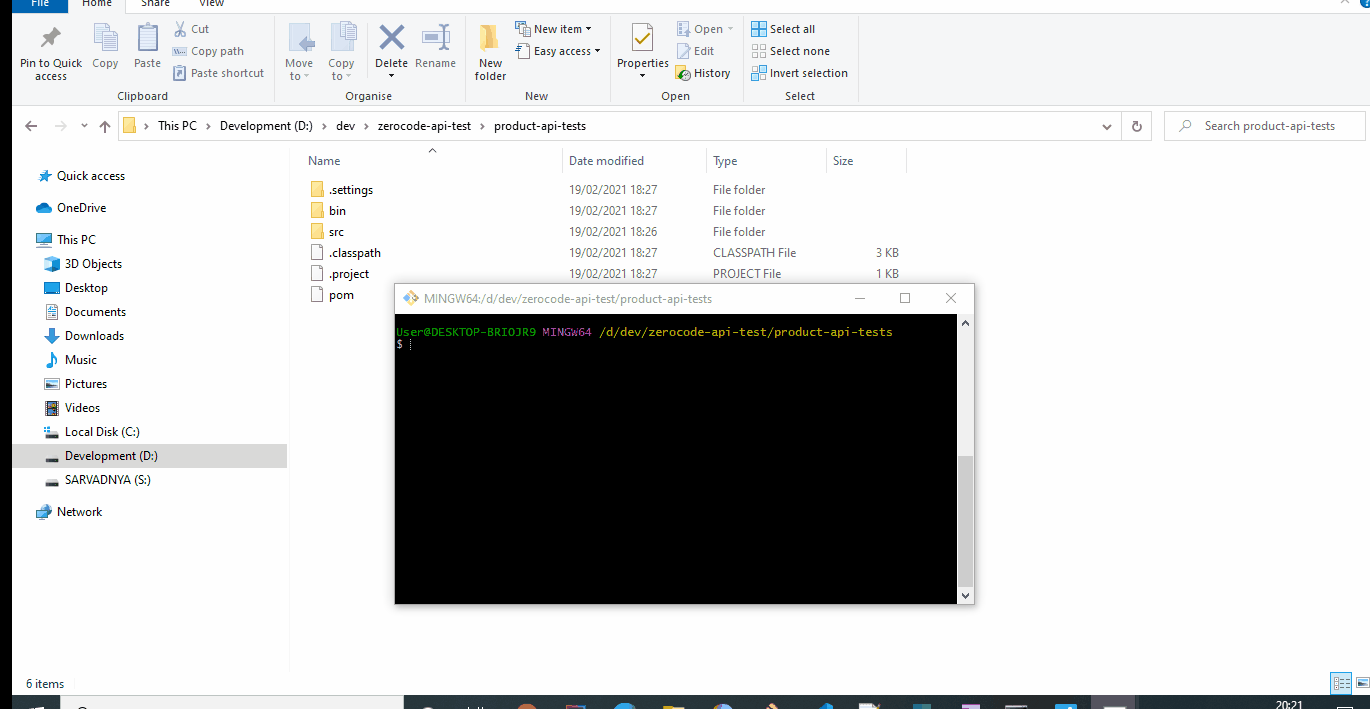 File Home Share View
Pin to Quick access
Copy
Paste
Cut
Copy path
Paste shortcut
Clipboard
Move to
Copy to
Delete
Rename
Organise
New folder
New item
Easy access
New
Properties
Open
Edit
History
Open
Select all
Select none
Invert selection
Select
This PC Development (D:) dev zerocode-api-test product-api-tests
Search product-api-tests
Quick access
OneDrive
This PC
3D Objects
Desktop
Documents
Downloads
Music
Pictures
Videos
Local Disk (C:)
Development (D:)
SARVADNYA (S:)
Network
Name Date modified Type Size
.settings 19/02/2021 18:27 File folder
bin 19/02/2021 18:27 File folder
src 19/02/2021 18:26 File folder
.classpath 19/02/2021 18:27 CLASSPATH File 3 KB
.project 19/02/2021 18:27 PROJECT File 1 KB
pom
MINGW64:/d/dev/zerocode-api-test/product-api-tests
User@DESKTOP-BRIOJR9 MINGW64 /d/dev/zerocode-api-test/product-api-tests
$
6 items
20:21